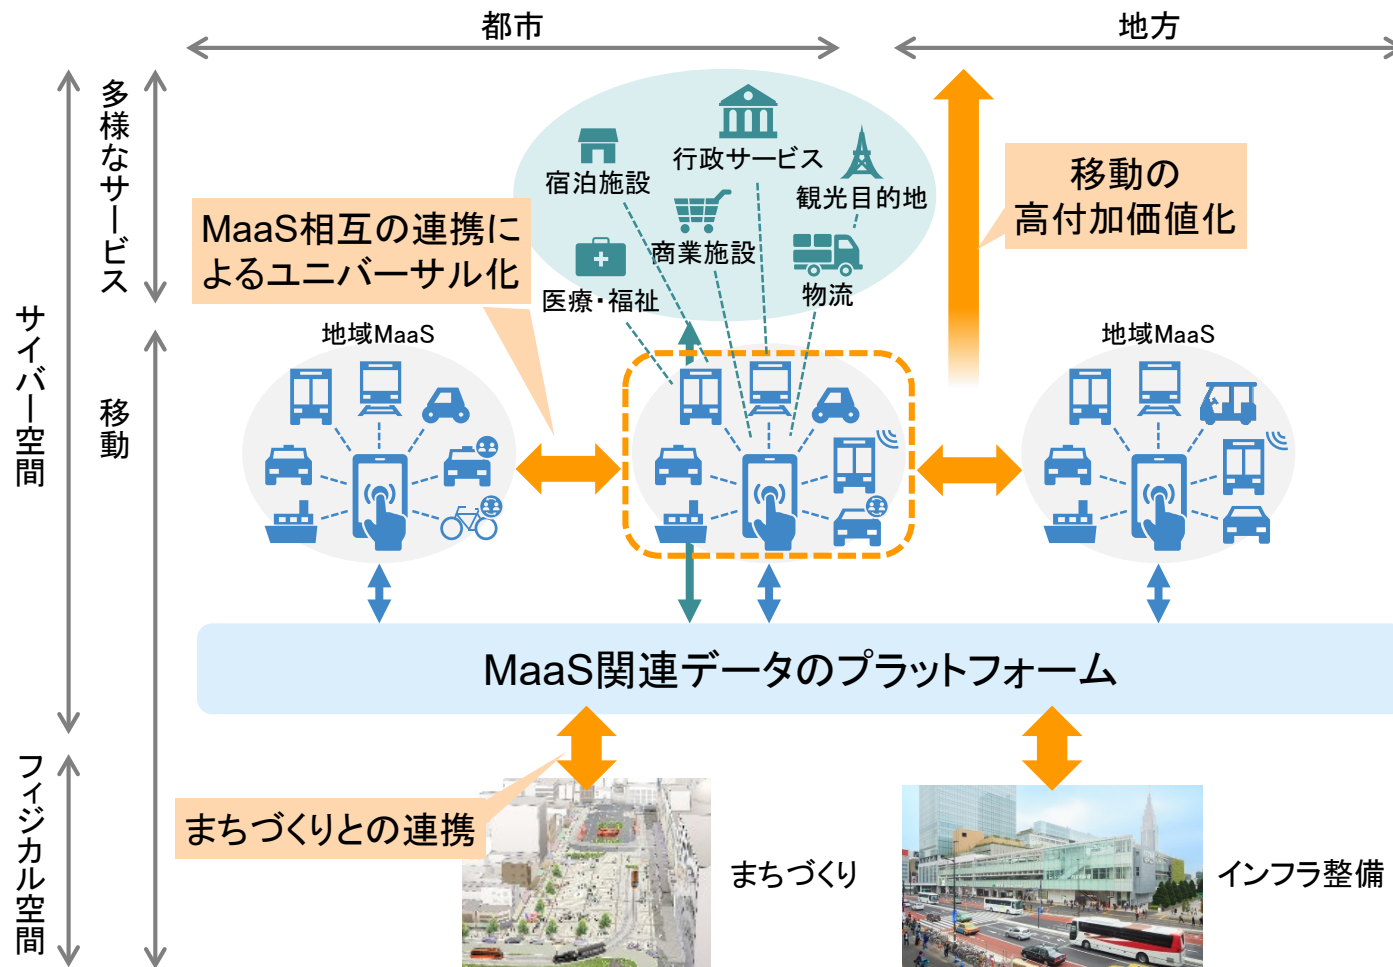 都市
地方
多様なサービス
サイバー空間
移動
フィジカル空間
行政サービス
宿泊施設
観光目的地
商業施設
医療・福祉
物流
移動の
高付加価値化
MaaS相互の連携に
よるユニバーサル化
地域MaaS
地域MaaS
MaaS関連データのプラットフォーム
まちづくりとの連携
まちづくり
インフラ整備